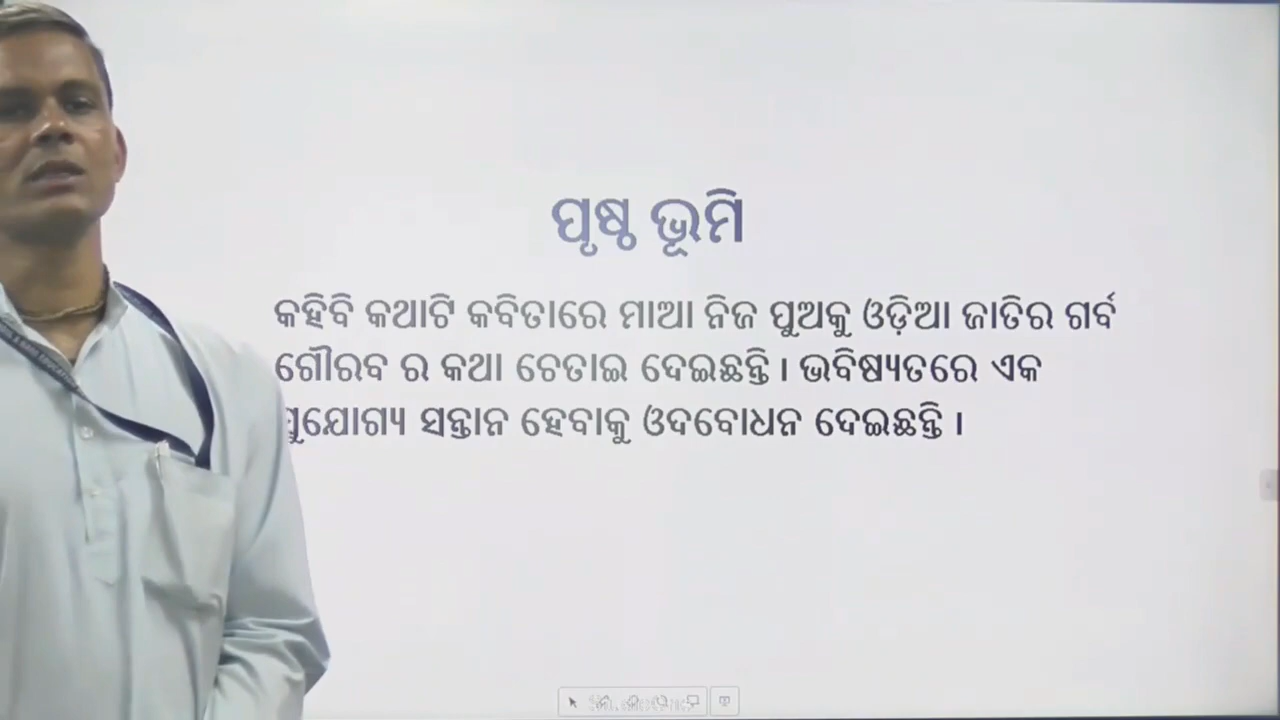 ପୃଷ୍ଠ ଭୂମି
କହିବି କଥାଟି କବିତାରେ ମାଆ ନିଜ ପୁଅକୁ ଓଡ଼ିଆ ଜାତିର ଗର୍ବ
ଗୌରବ ର କଥା ଚେତାଇ ଦେଇଛନ୍ତି । ଭବିଷ୍ୟତରେ ଏକ
ସୁଯୋଗ୍ୟ ସନ୍ତାନ ହେବାକୁ ଓଦବୋଧନ ଦେଇଛନ୍ତି ।